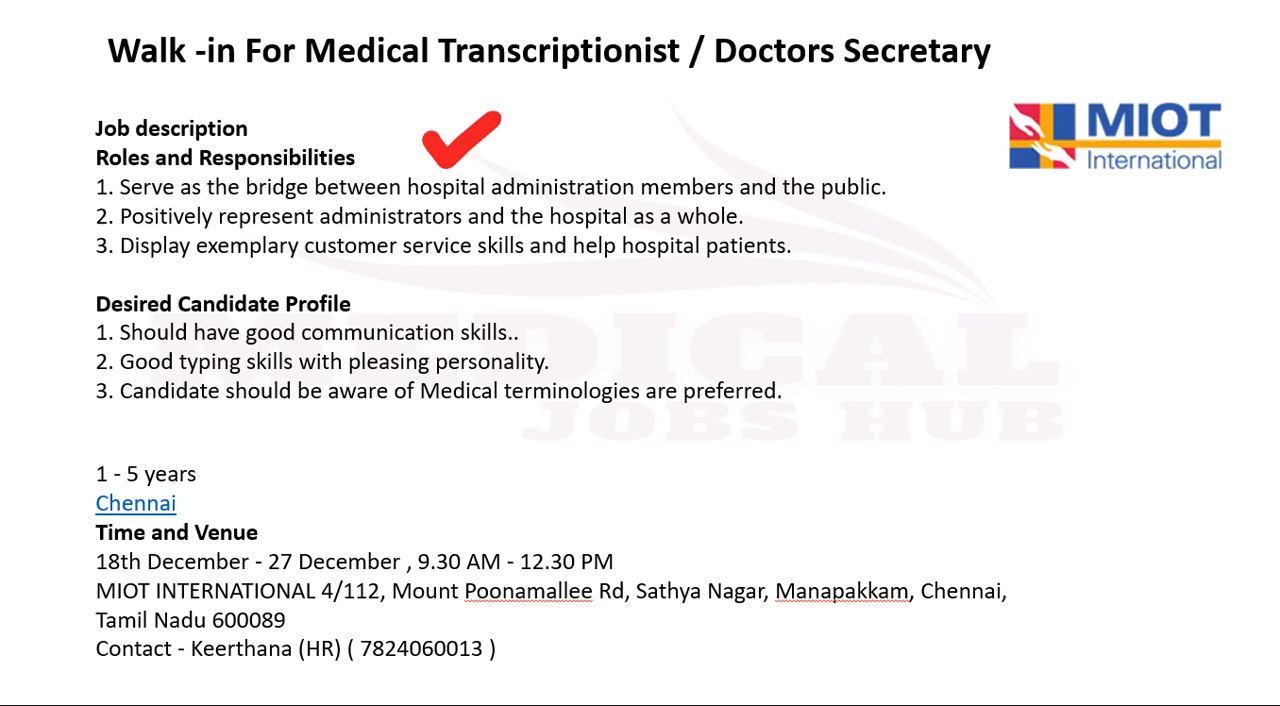 Walk -in For Medical Transcriptionist / Doctors Secretary
MIOT
International
Job description
Roles and Responsibilities
1. Serve as the bridge between hospital administration members and the public.
2. Positively represent administrators and the hospital as a whole.
3. Display exemplary customer service skills and help hospital patients.
Desired Candidate Profile
1. Should have good communication skills..
2. Good typing skills with pleasing personality.
3. Candidate should be aware of Medical terminologies are preferred.
MEDICAL
JOBS HUB
1 - 5 years
Chennai
Time and Venue
18th December - 27 December , 9.30 AM - 12.30 PM
MIOT INTERNATIONAL 4/112, Mount Poonamallee Rd, Sathya Nagar, Manapakkam, Chennai,
Tamil Nadu 600089
Contact - Keerthana (HR) ( 7824060013 )